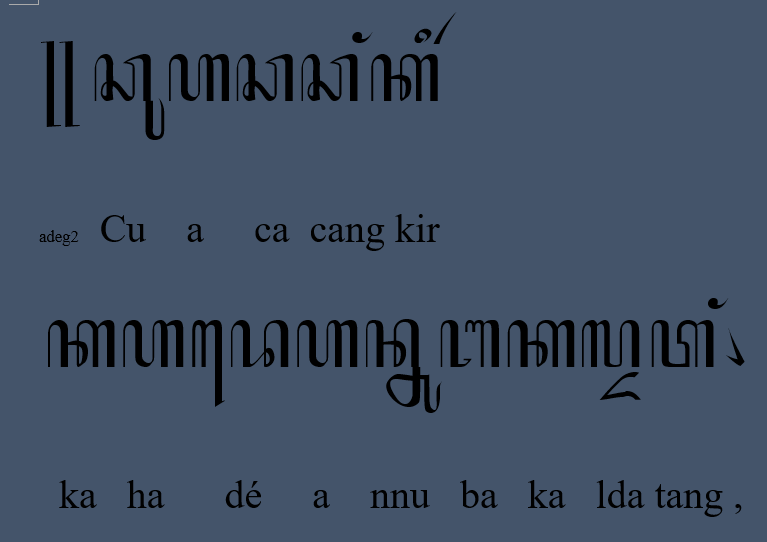 ꧋ꦕꦸꦲꦕꦕꦁꦏꦶꦂ
adeg2 Cu a ca cang kir
ꦏꦲꦢꦺꦲꦤ꧀ꦤꦸꦧꦏꦭ꧀ꦢꦠꦁ꧈
ka ha dé a nnu ba ka lda tang ,